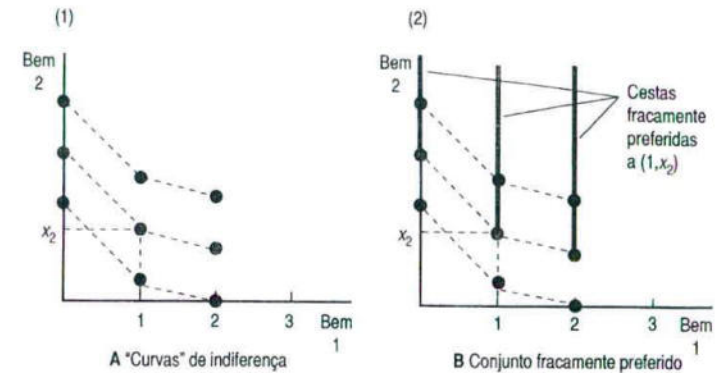 (1)
Bem
2
x2
1 2 3 Bem
1
A "Curvas" de indiferença
(2)
Bem
2
Cestas
fracamente
preferidas
a (1,x2)
x2
1 2 3 Bem
1
B Conjunto fracamente preferido